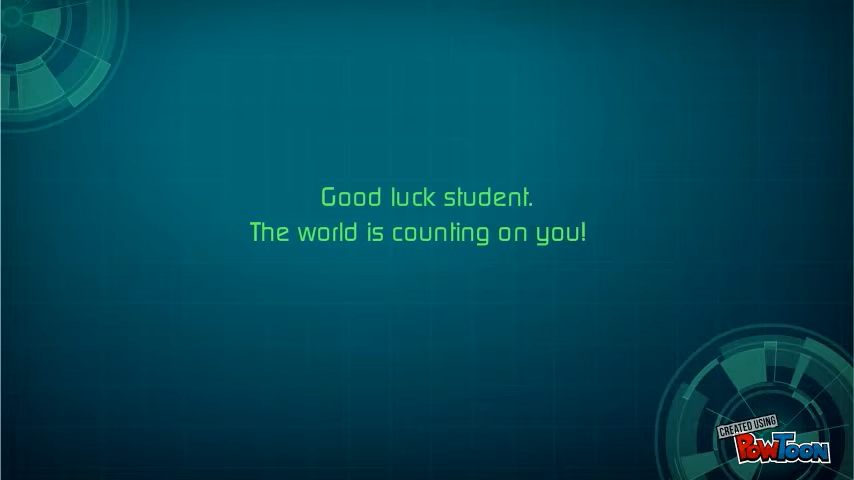 Good luck student.
The world is counting on you!
CREATED USING
POWTOON